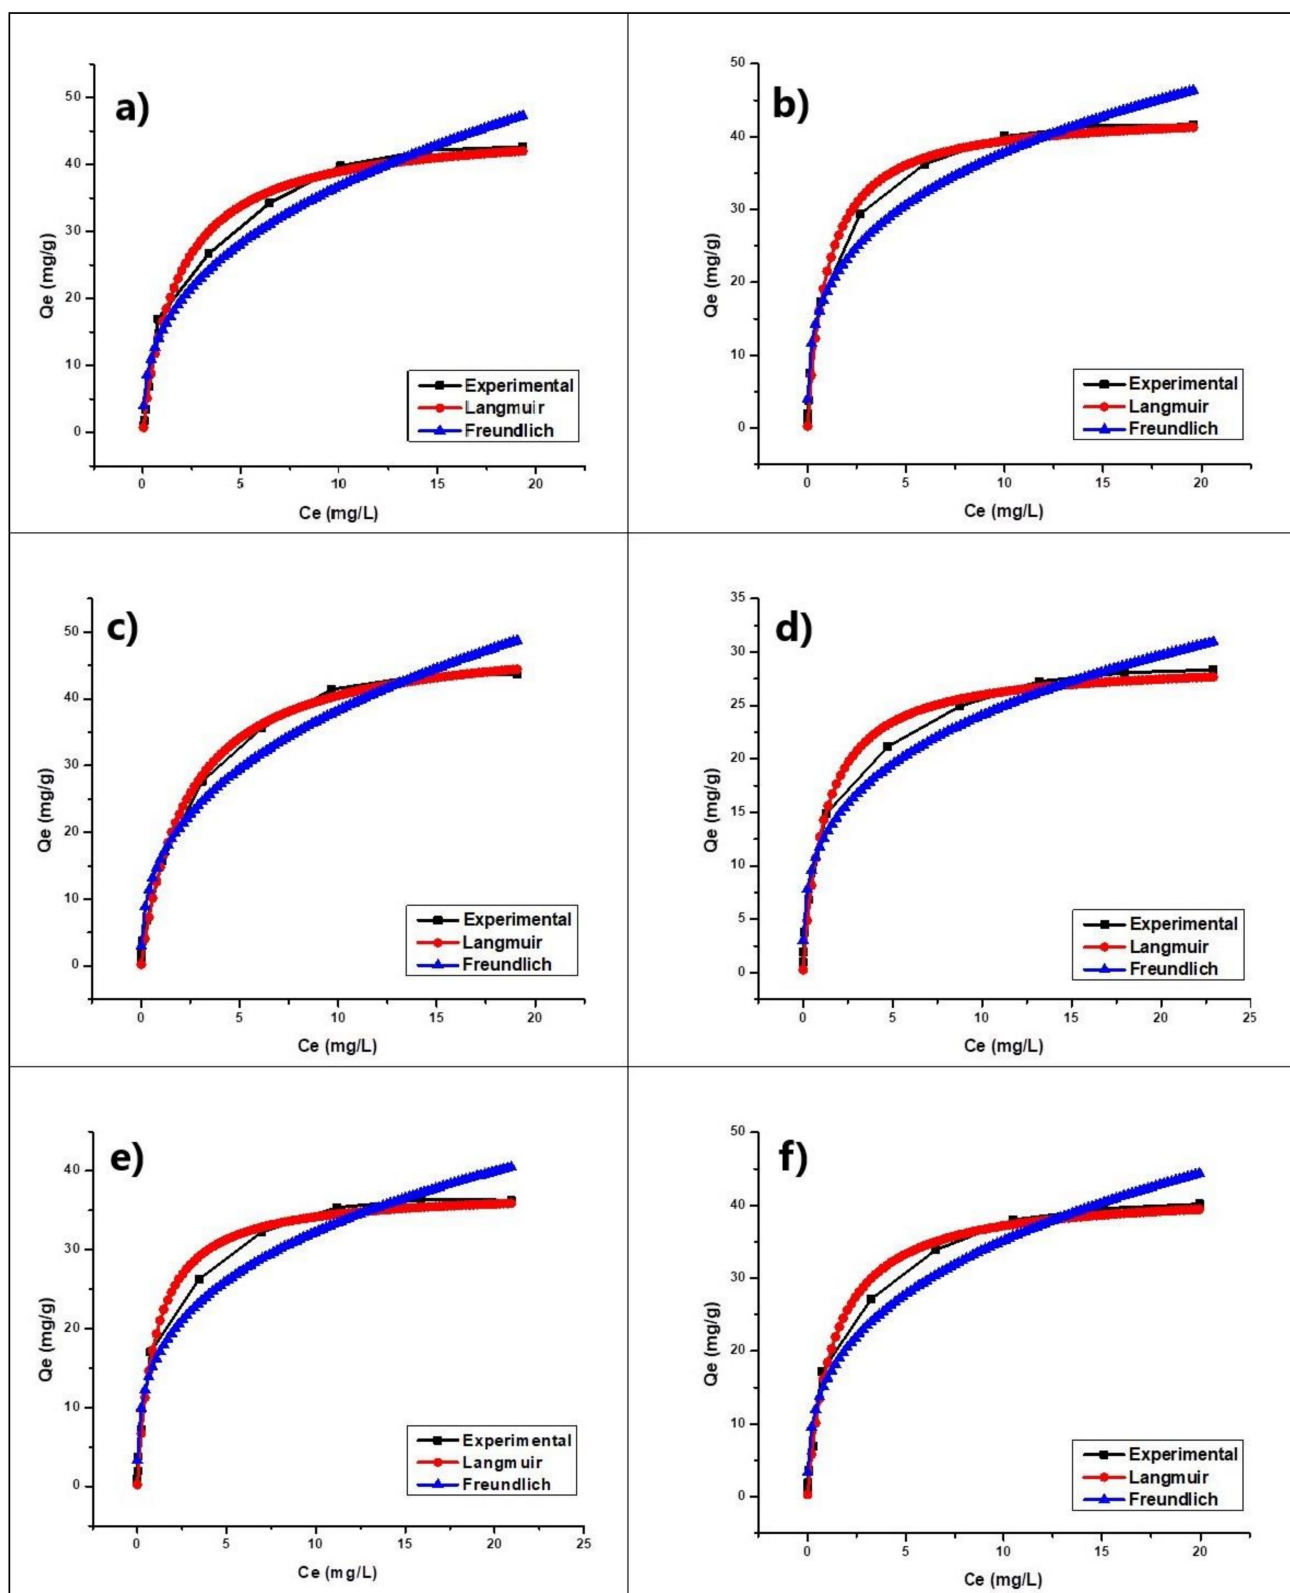 a)
50
40
30
20
10
0
Qe (mg/g)
0 5 10 15 20
Ce (mg/L)
Experimental
Langmuir
Freundlich
b)
50
40
30
20
10
0
Qe (mg/g)
0 5 10 15 20
Ce (mg/L)
Experimental
Langmuir
Freundlich
c)
50
40
30
20
10
0
Qe (mg/g)
0 5 10 15 20
Ce (mg/L)
Experimental
Langmuir
Freundlich
d)
35
30
25
20
15
10
5
0
Qe (mg/g)
0 5 10 15 20 25
Ce (mg/L)
Experimental
Langmuir
Freundlich
e)
40
30
20
10
0
Qe (mg/g)
0 5 10 15 20 25
Ce (mg/L)
Experimental
Langmuir
Freundlich
f)
50
40
30
20
10
0
Qe (mg/g)
0 5 10 15 20
Ce (mg/L)
Experimental
Langmuir
Freundlich